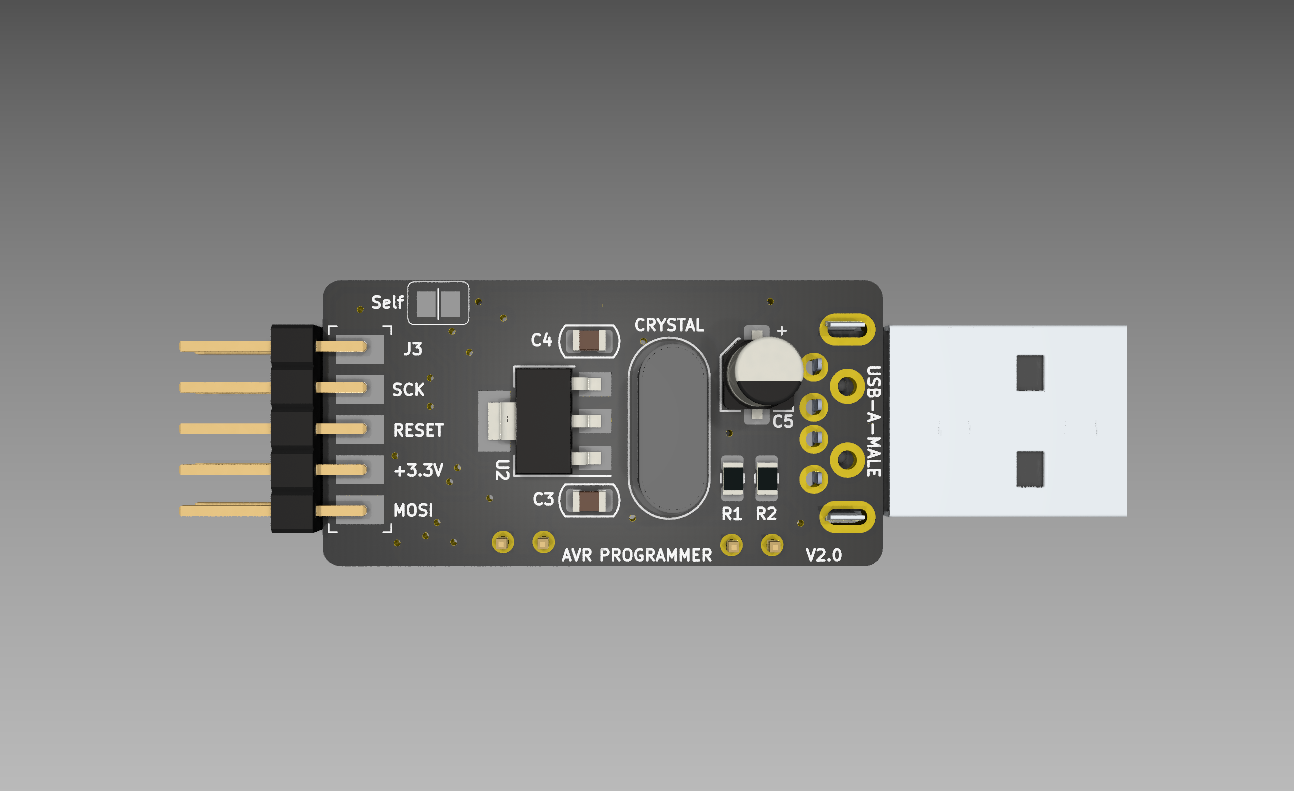 Self
J3
SCK
RESET
+3.3V
MOSI
C4
U2
C3
CRYSTAL
+
C5
R1 R2
USB-A-MALE
AVR PROGRAMMER
V2.0